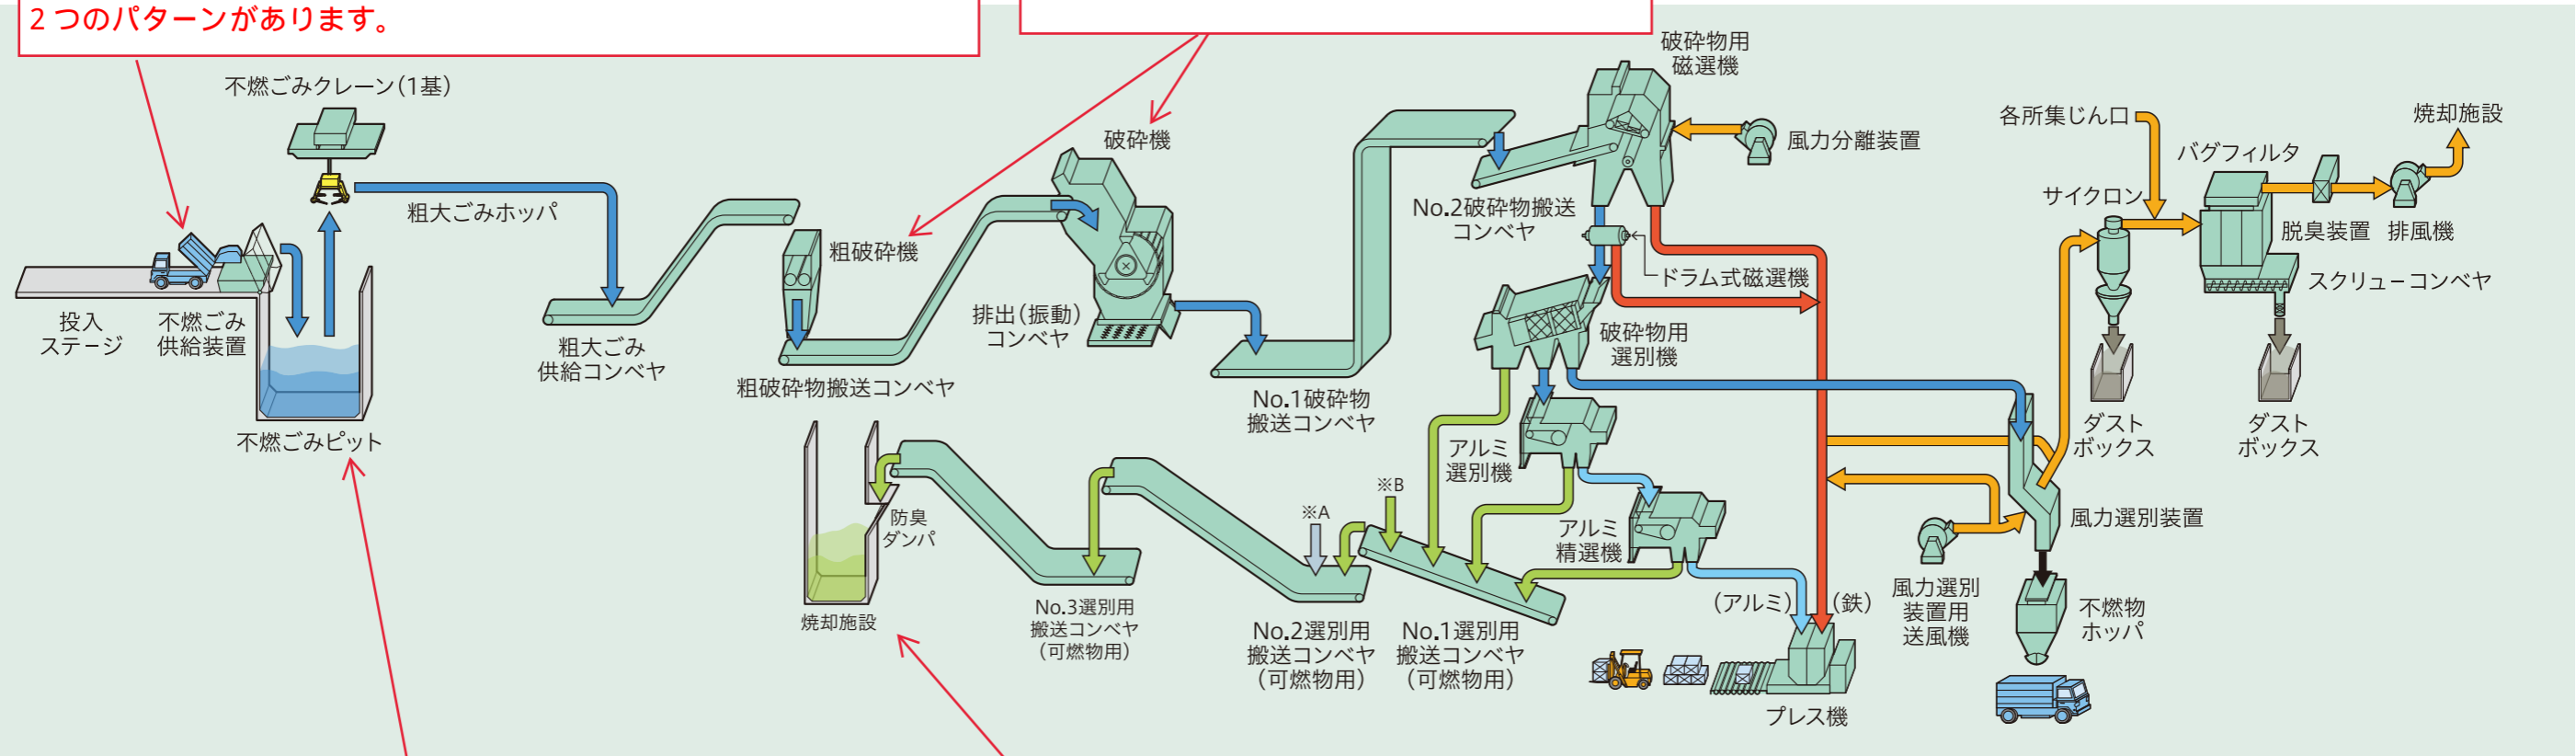 2 つのパターンがあります。
不燃ごみクレーン(1基)
粗大ごみホッパ
投入
ステージ
不燃ごみ
供給装置
不燃ごみピット
粗大ごみ
供給コンベヤ
粗破砕機
粗破砕物搬送コンベヤ
破砕機
排出(振動)
コンベヤ
No.1破砕物
搬送コンベヤ
No.2破砕物搬送
コンベヤ
破砕物用
磁選機
風力分離装置
ドラム式磁選機
破砕物用
選別機
アルミ
選別機
アルミ
精選機
(アルミ)
(鉄)
プレス機
※A
※B
No.1選別用
搬送コンベヤ
(可燃物用)
No.2選別用
搬送コンベヤ
(可燃物用)
No.3選別用
搬送コンベヤ
(可燃物用)
防臭
ダンパ
焼却施設
風力選別
装置用
送風機
風力選別装置
不燃物
ホッパ
各所集じん口
サイクロン
バグフィルタ
脱臭装置
排風機
焼却施設
スクリューコンベヤ
ダスト
ボックス
ダスト
ボックス